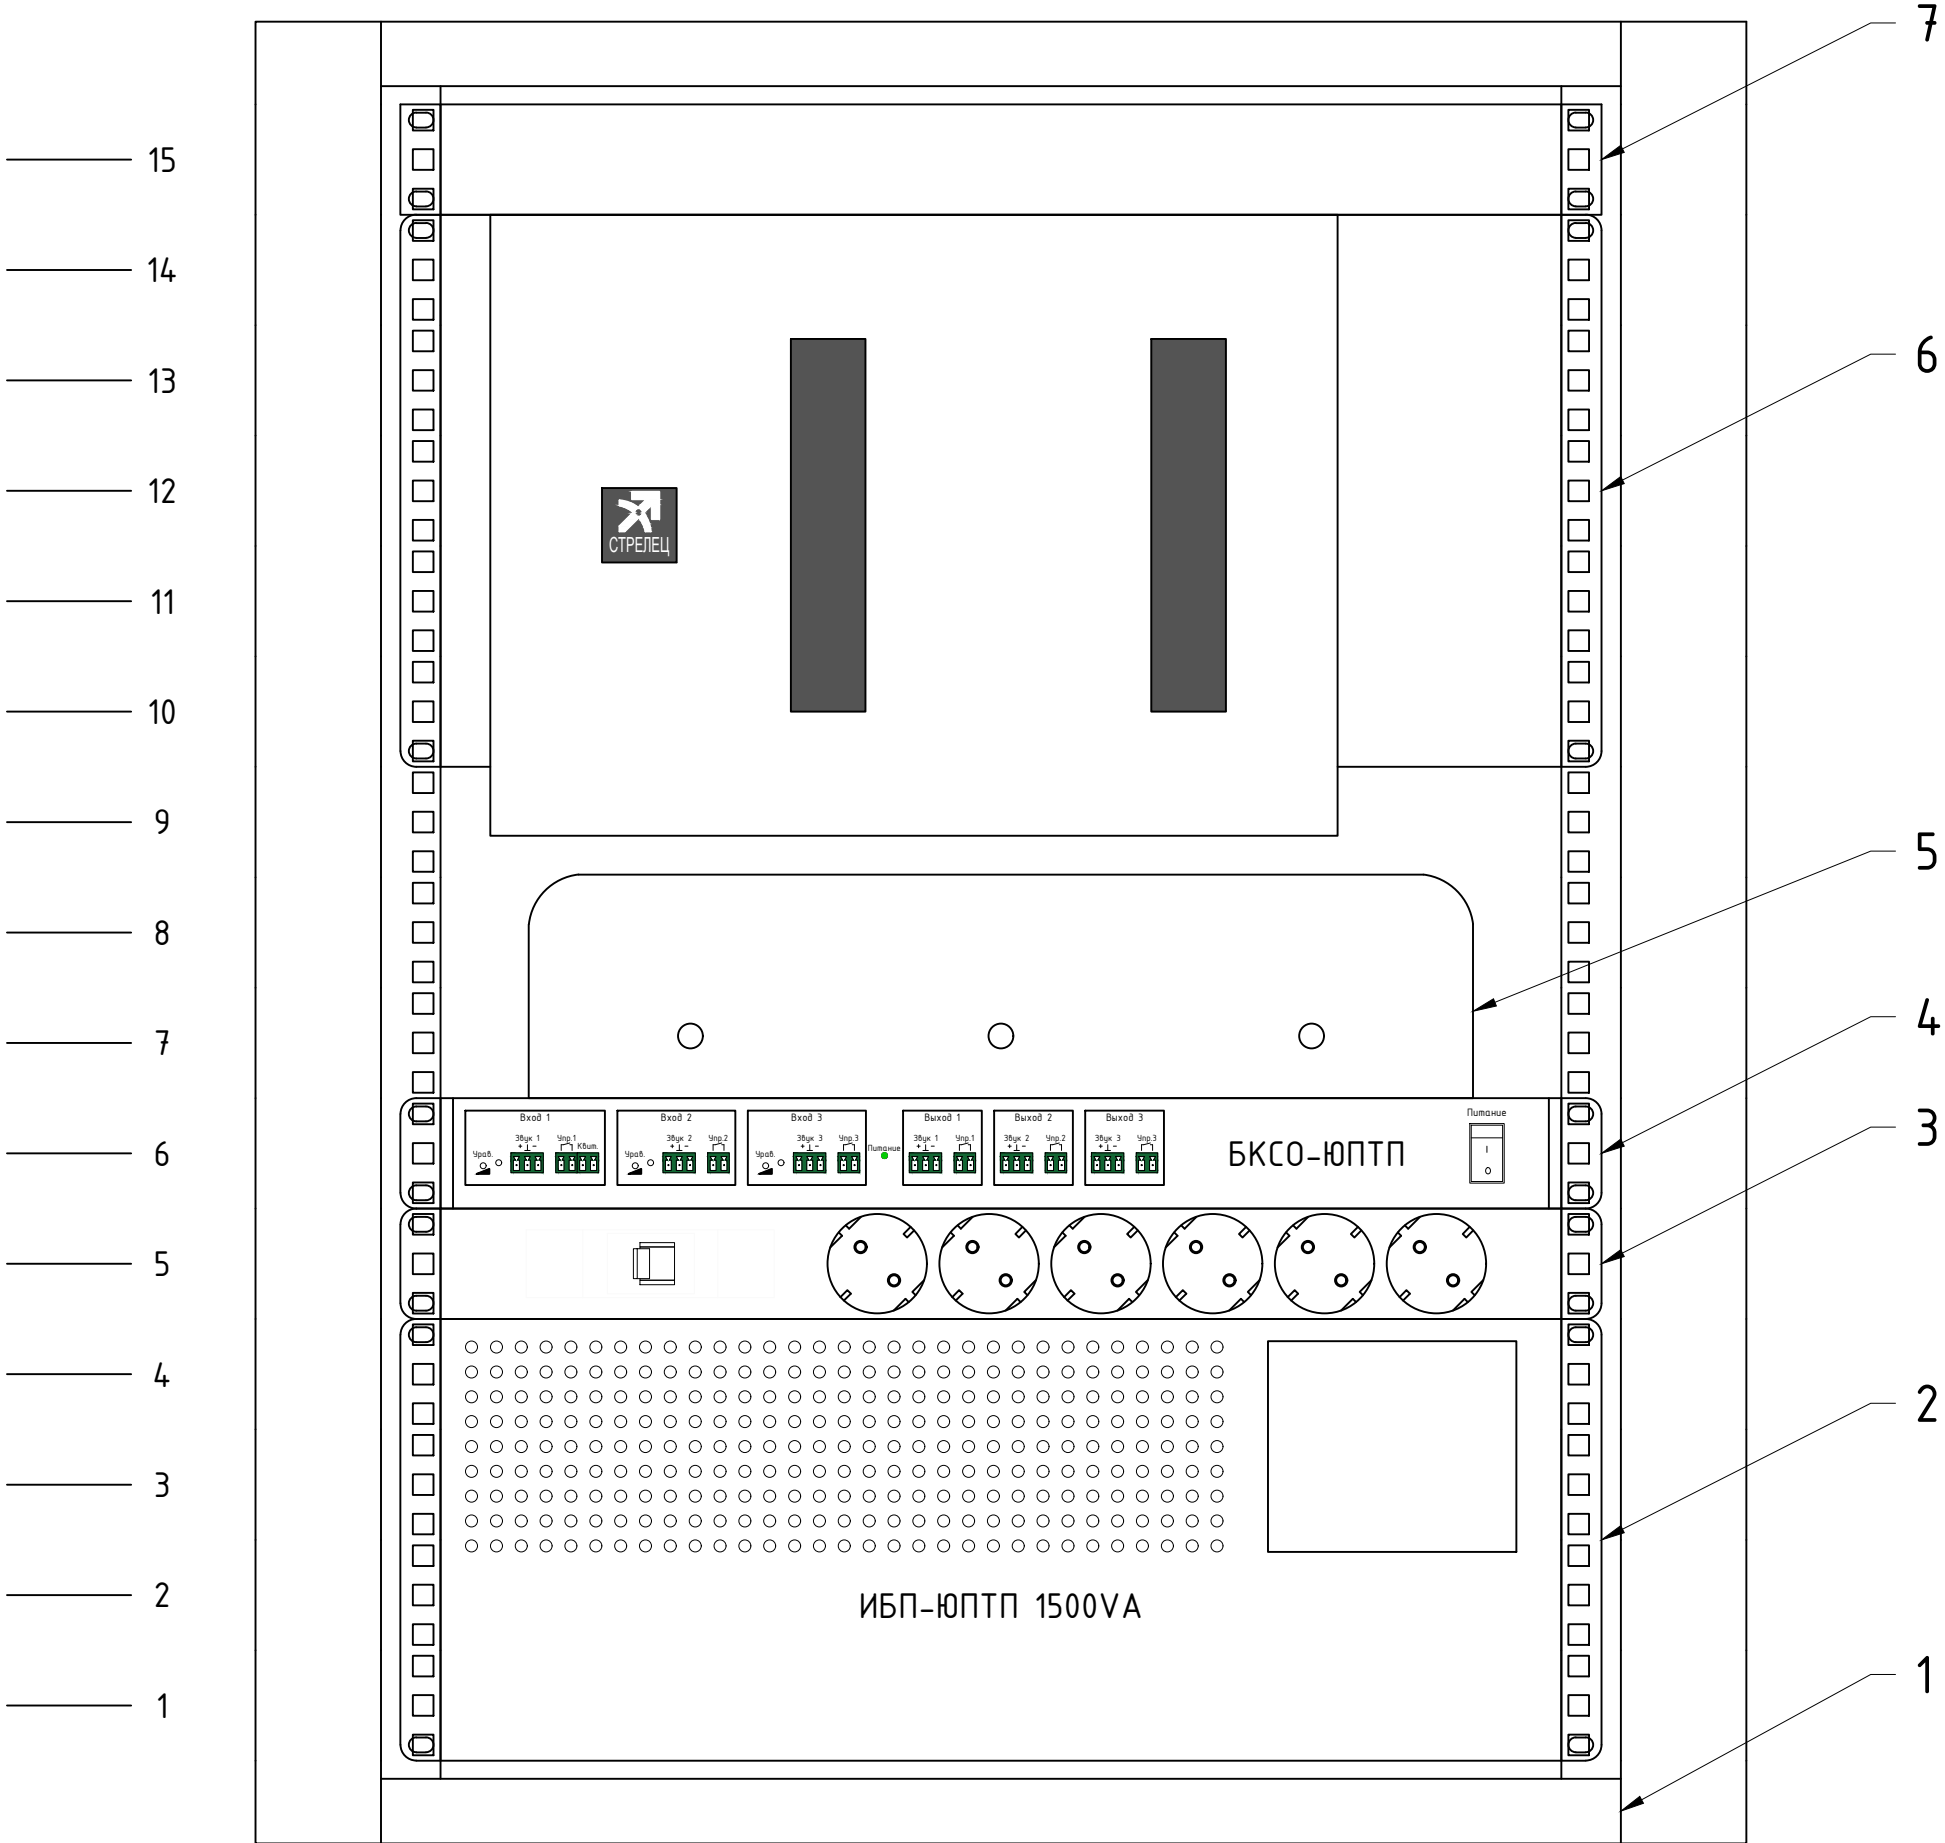 7
15
14
6
13
12
СТРЕЛЕЦ
11
10
9
5
8
7
4
3
6
Вход 1
Звук 1
+⊥-
Упр.1
Квит.
Урав.
Вход 2
Звук 2
+⊥-
Упр.2
Урав.
Вход 3
Звук 3
+⊥-
Упр.3
Урав.
Питание
Выход 1
Звук 1
+⊥-
Упр.1
Выход 2
Звук 2
+⊥-
Упр.2
Выход 3
Звук 3
+⊥-
Упр.3
БКСО-ЮПТП
Питание
I
O
5
4
2
3
2
ИБП-ЮПТП 1500VA
1
1